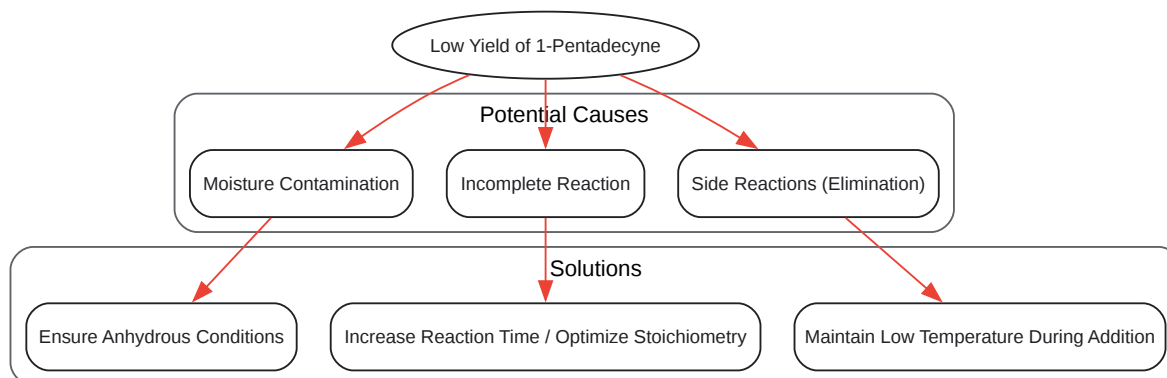 Low Yield of 1-Pentadecyne
Potential Causes
Moisture Contamination
Incomplete Reaction
Side Reactions (Elimination)
Solutions
Ensure Anhydrous Conditions
Increase Reaction Time / Optimize Stoichiometry
Maintain Low Temperature During Addition